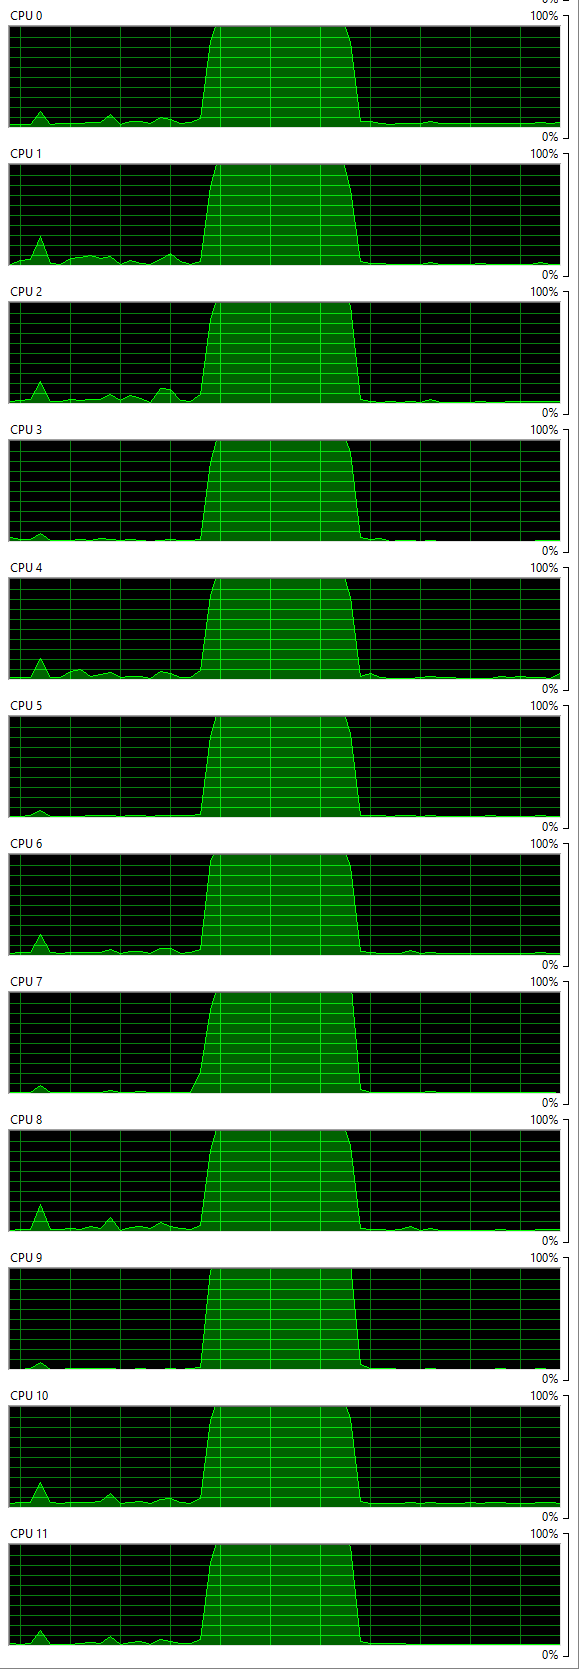 CPU 0 100%
0%
CPU 1 100%
0%
CPU 2 100%
0%
CPU 3 100%
0%
CPU 4 100%
0%
CPU 5 100%
0%
CPU 6 100%
0%
CPU 7 100%
0%
CPU 8 100%
0%
CPU 9 100%
0%
CPU 10 100%
0%
CPU 11 100%
0%